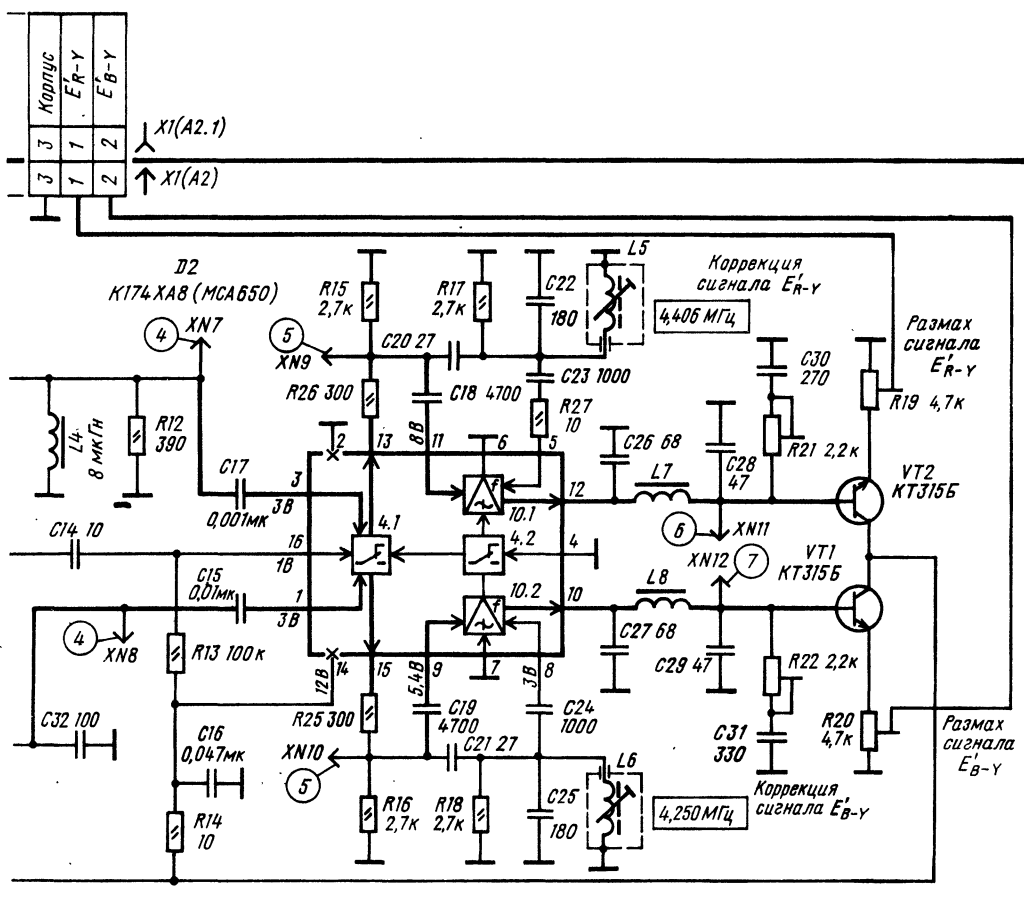 Корпус
E'R-Y
E'B-Y
3 1 2
3 1 2
X1(A2.1)
X1(A2)
D2
К174ХА8 (МСА650)
4
XN7
R15
2,7к
R17
2,7к
C22
180
L5
Коррекция
сигнала E'R-Y
4,406 МГц
5
XN9
C20 27
C23 1000
Размах
сигнала
E'R-Y
C30
270
R19 4,7к
L4
8 мкГн
R12
390
R26 300
C18 4700
R27
10
8В
2
13
11
6
5
C26 68
C28
47
R21 2,2к
VT2
КТ315Б
C17
0,001мк
3
3В
f
10.1
12
L7
C14 10
16
1В
4.1
4.2
4
6
XN11
XN12
7
VT1
КТ315Б
C15
0,01мк
1
3В
10.2
f
10
L8
4
XN8
R13 100к
12В
14
15
5,4В
9
7
3В
8
C27 68
C29 47
R22 2,2к
C32 100
C16
0,047мк
R25 300
C19
4700
C24
1000
C31
330
R20
4,7к
Размах
сигнала
E'B-Y
XN10
5
C21 27
L6
R14
10
R16
2,7к
R18
2,7к
C25
180
4,250МГц
Коррекция
сигнала E'B-Y